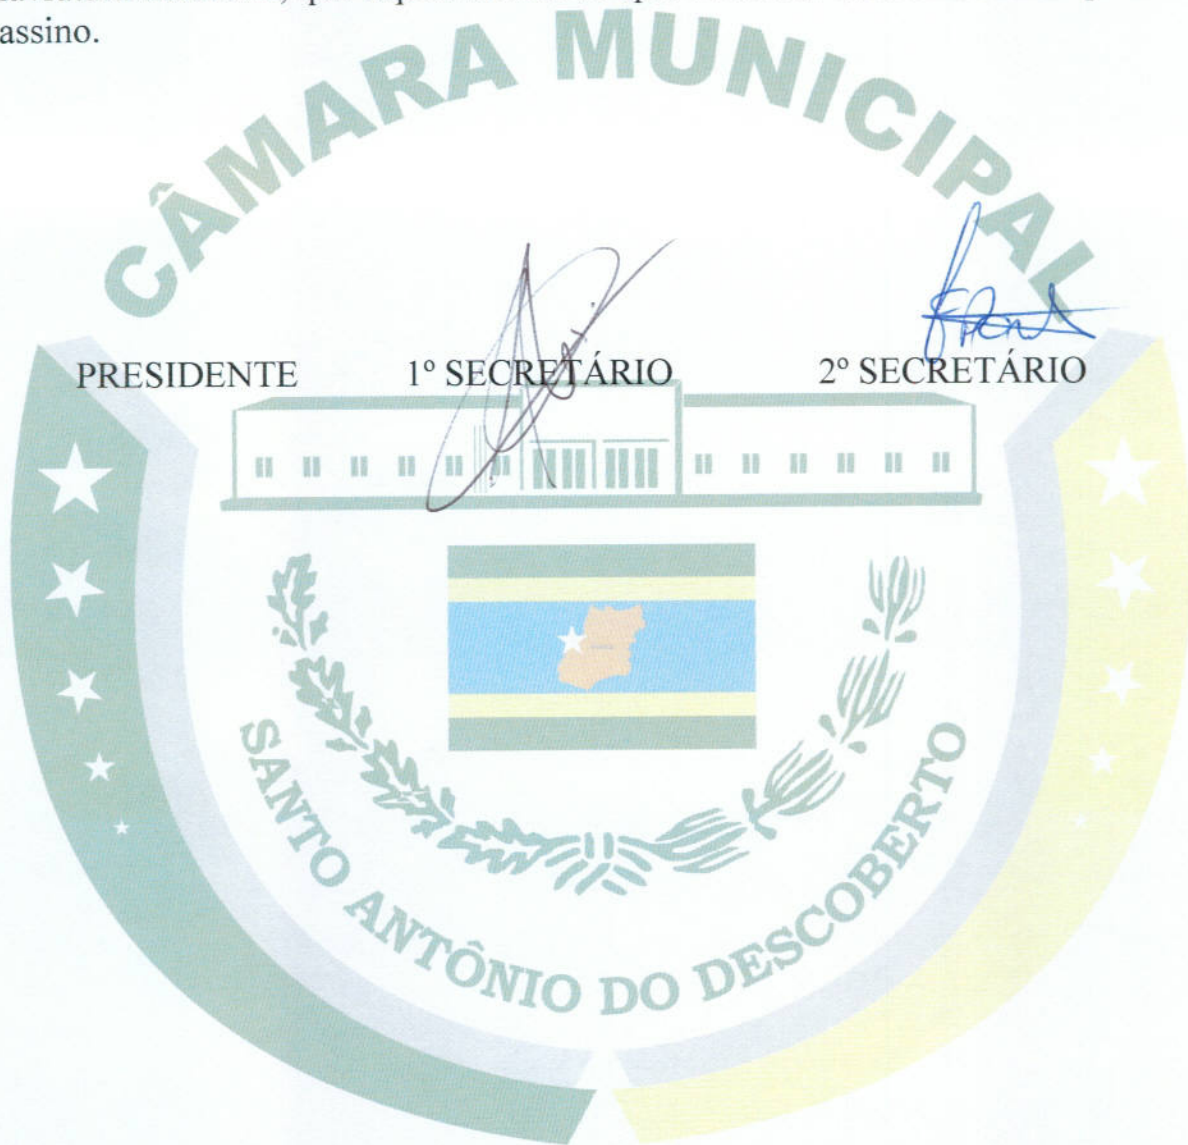 assino.
CÂMARA MUNICIPAL
PRESIDENTE 1º SECRETÁRIO 2º SECRETÁRIO
SANTO ANTÔNIO DO DESCOBERTO